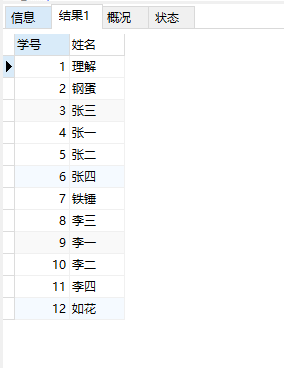 信息 结果1 概况 状态
学号 姓名
1 理解
2 钢蛋
3 张三
4 张一
5 张二
6 张四
7 铁锤
8 李三
9 李一
10 李二
11 李四
12 如花